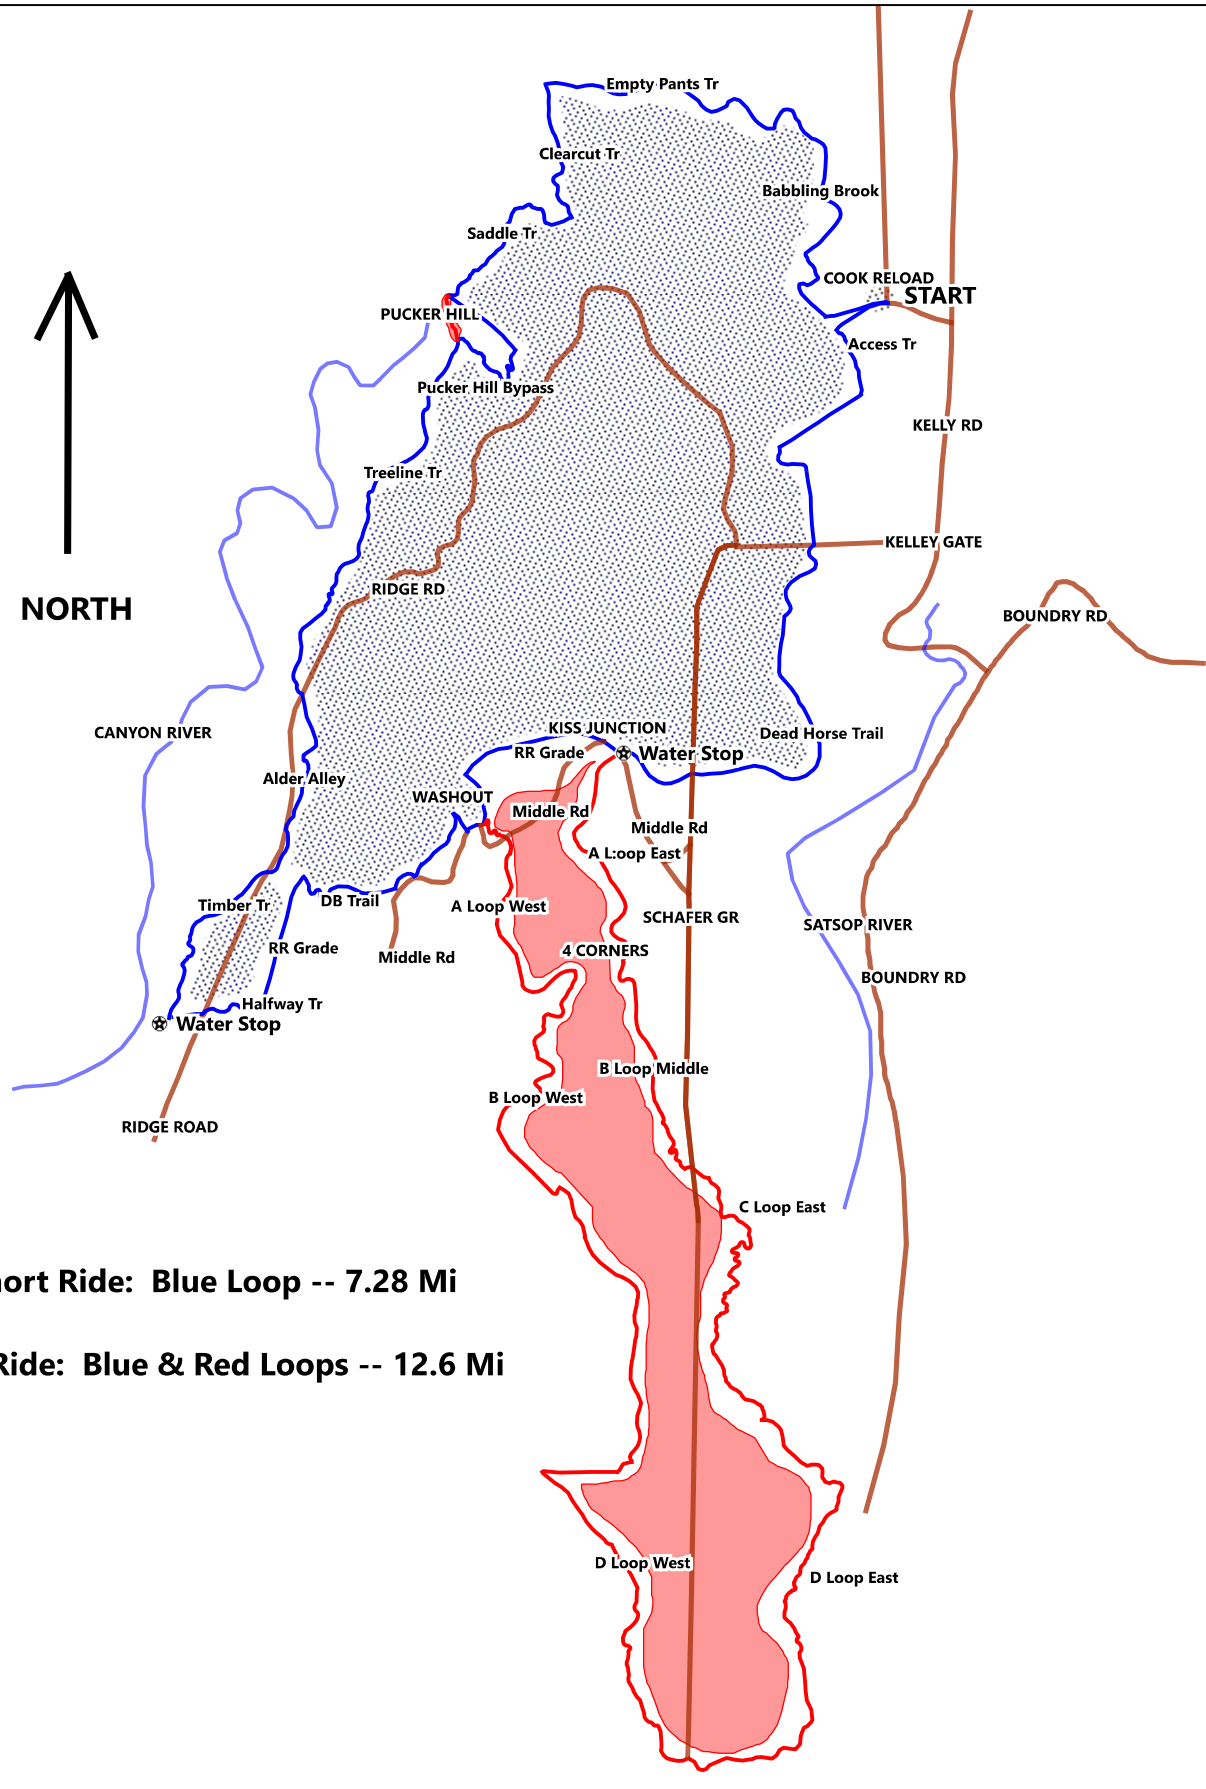 Empty Pants Tr
Clearcut Tr
Babbling Brook
Saddle Tr
COOK RELOAD
START
PUCKER HILL
Access Tr
Pucker Hill Bypass
KELLY RD
Treeline Tr
KELLEY GATE
RIDGE RD
NORTH
BOUNDRY RD
CANYON RIVER
KISS JUNCTION
Dead Horse Trail
RR Grade
Water Stop
Alder Alley
WASHOUT
Middle Rd
Middle Rd
A Loop East
Timber Tr
DB Trail
A Loop West
SCHAFER GR
SATSOP RIVER
RR Grade
Middle Rd
4 CORNERS
BOUNDRY RD
Halfway Tr
Water Stop
B Loop Middle
B Loop West
RIDGE ROAD
C Loop East
ort Ride: Blue Loop -- 7.28 Mi
Ride: Blue & Red Loops -- 12.6 Mi
D Loop West
D Loop East